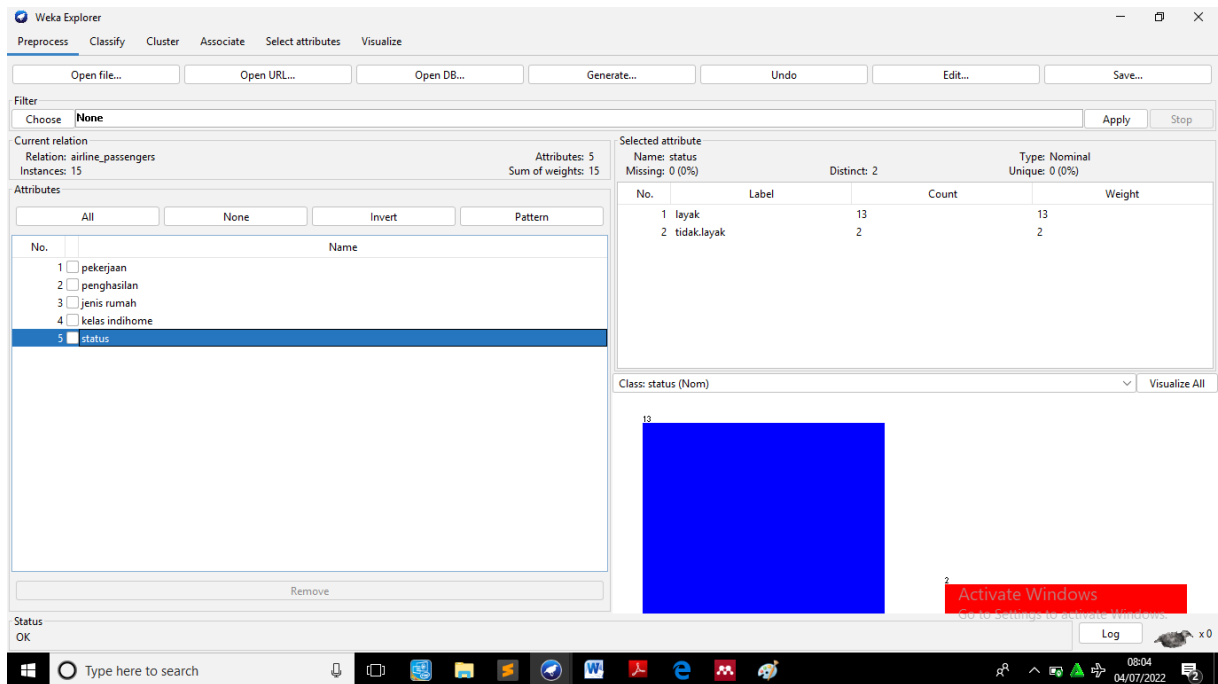 Weka Explorer
Preprocess Classify Cluster Associate Select attributes Visualize
Open file... Open URL... Open DB... Generate... Undo Edit... Save...
Filter
Choose None Apply Stop
Current relation
Relation: airline_passengers Attributes: 5
Instances: 15 Sum of weights: 15
Attributes
All None Invert Pattern
No. Name
1 pekerjaan
2 penghasilan
3 jenis rumah
4 kelas indihome
5 status
Remove
Selected attribute
Name: status Type: Nominal
Missing: 0 (0%) Distinct: 2 Unique: 0 (0%)
No. Label Count Weight
1 layak 13 13
2 tidak.layak 2 2
Class: status (Nom) Visualize All
13
2
Activate Windows
Go to Settings to activate Windows.
Status
OK Log x 0
Type here to search 08:04
04/07/2022 2